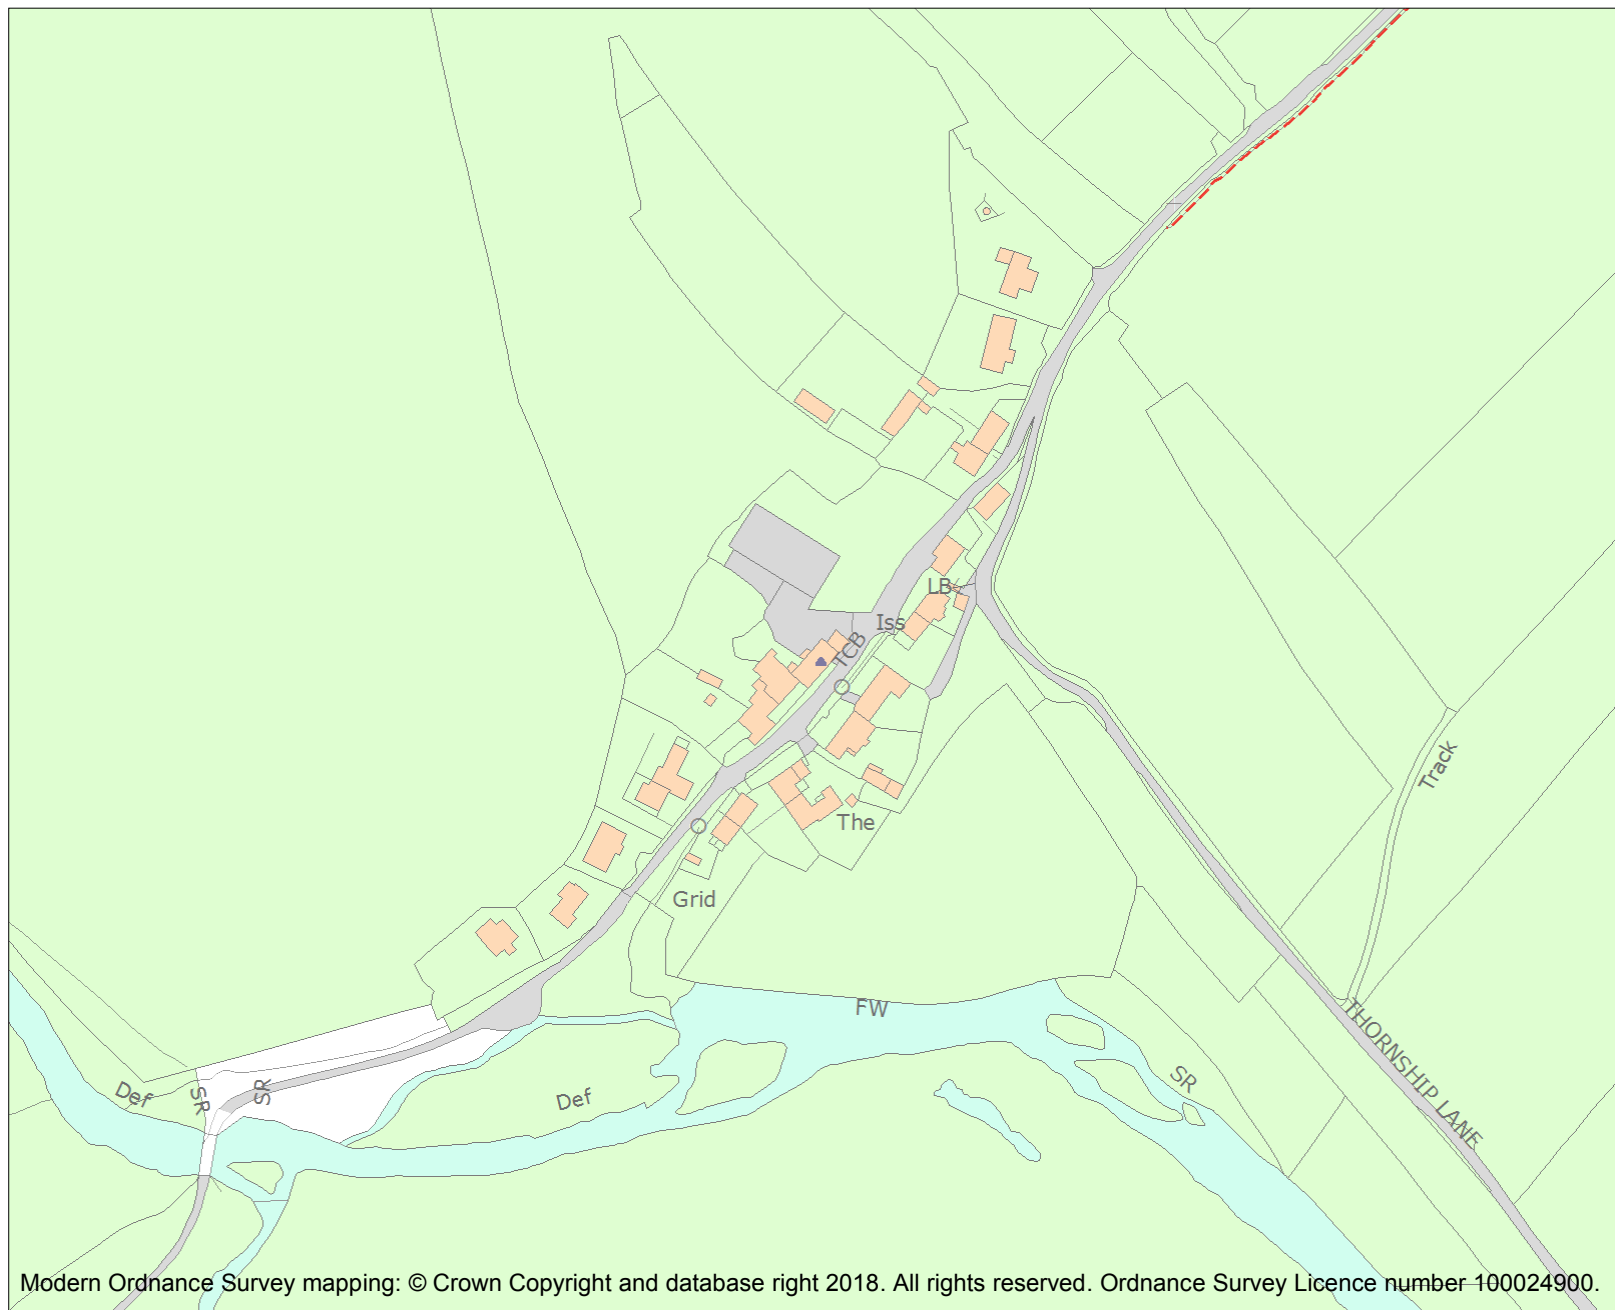 LB
Iss
TCB
Track
The
Grid
FW
THORNSHIP LANE
SR
Def
SR
SR
Def
Modern Ordnance Survey mapping: © Crown Copyright and database right 2018. All rights reserved. Ordnance Survey Licence number 100024900.